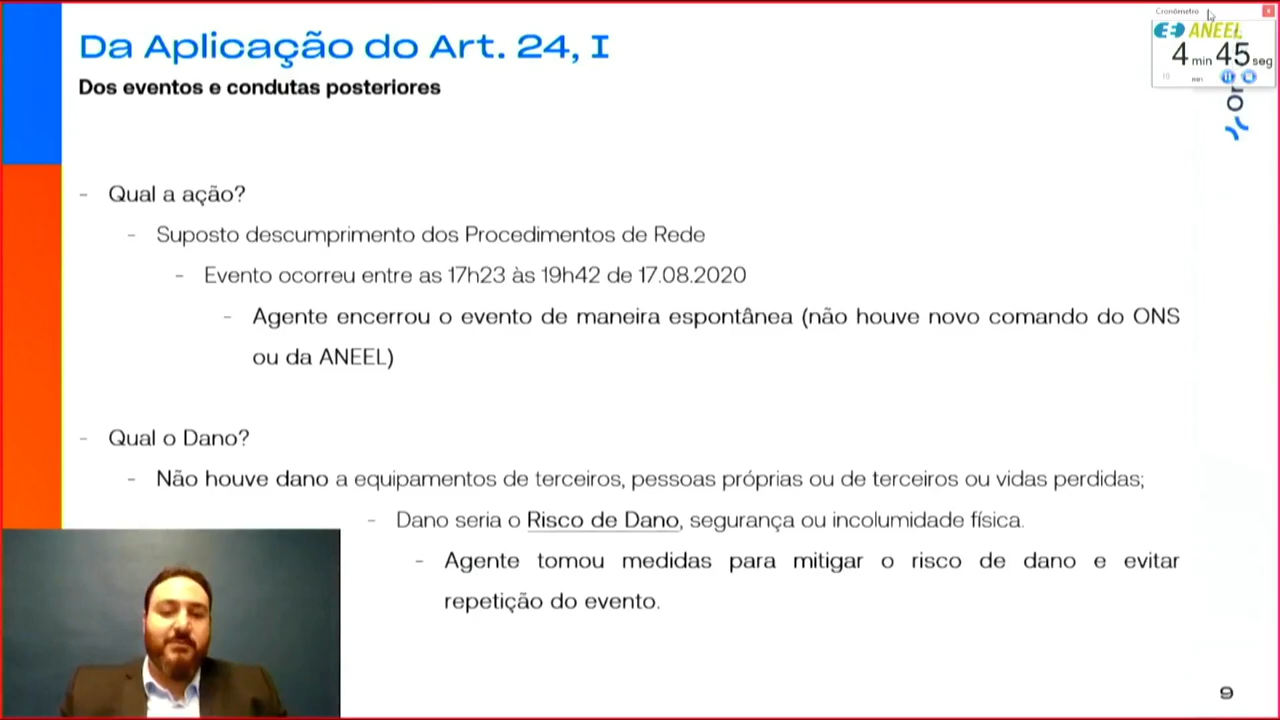 Cronômetro
ANEEL
4 min 45 seg
10 min
Da Aplicação do Art. 24, I
Dos eventos e condutas posteriores
- Qual a ação?
- Suposto descumprimento dos Procedimentos de Rede
- Evento ocorreu entre as 17h23 às 19h42 de 17.08.2020
- Agente encerrou o evento de maneira espontânea (não houve novo comando do ONS
ou da ANEEL)
- Qual o Dano?
- Não houve dano a equipamentos de terceiros, pessoas próprias ou de terceiros ou vidas perdidas;
- Dano seria o Risco de Dano, segurança ou incolumidade física.
- Agente tomou medidas para mitigar o risco de dano e evitar
repetição do evento.
9